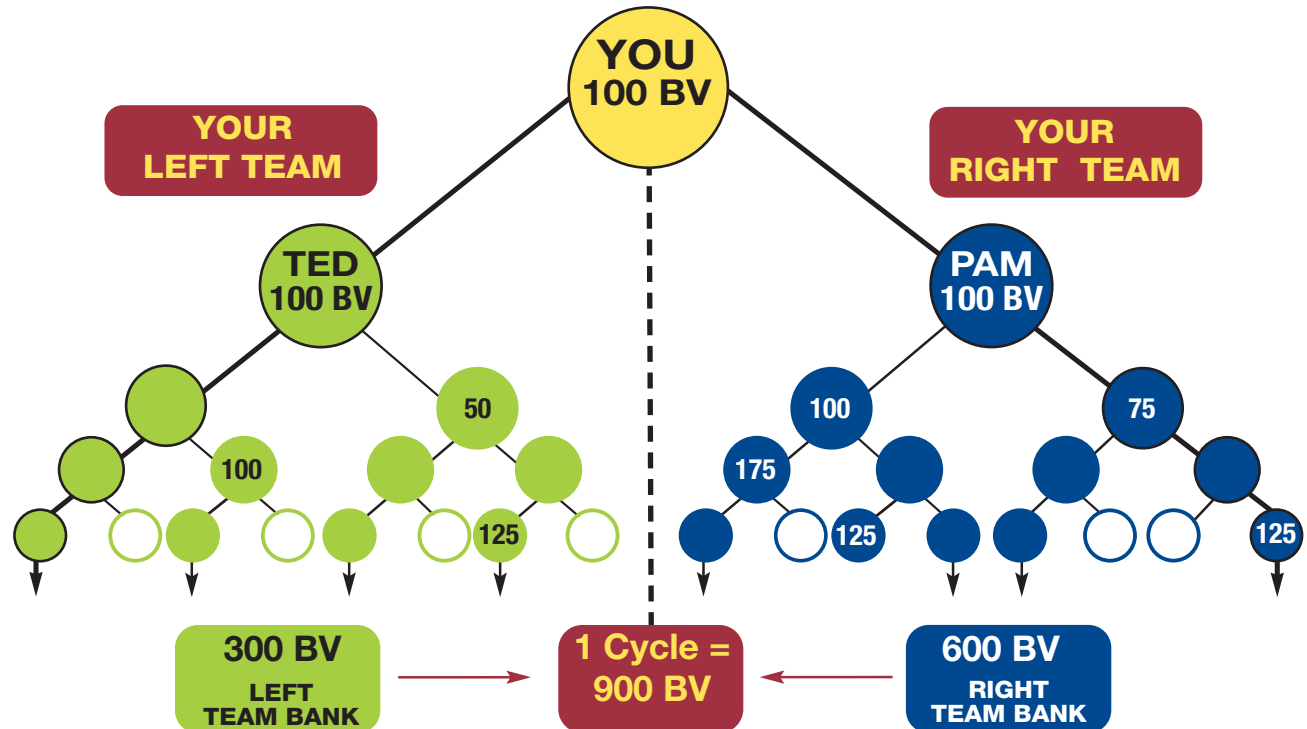 YOU
100 BV
YOUR
LEFT TEAM
YOUR
RIGHT TEAM
TED
100 BV
PAM
100 BV
50
100
75
100
175
125
125
125
300 BV
LEFT
TEAM BANK
1 Cycle =
900 BV
600 BV
RIGHT
TEAM BANK